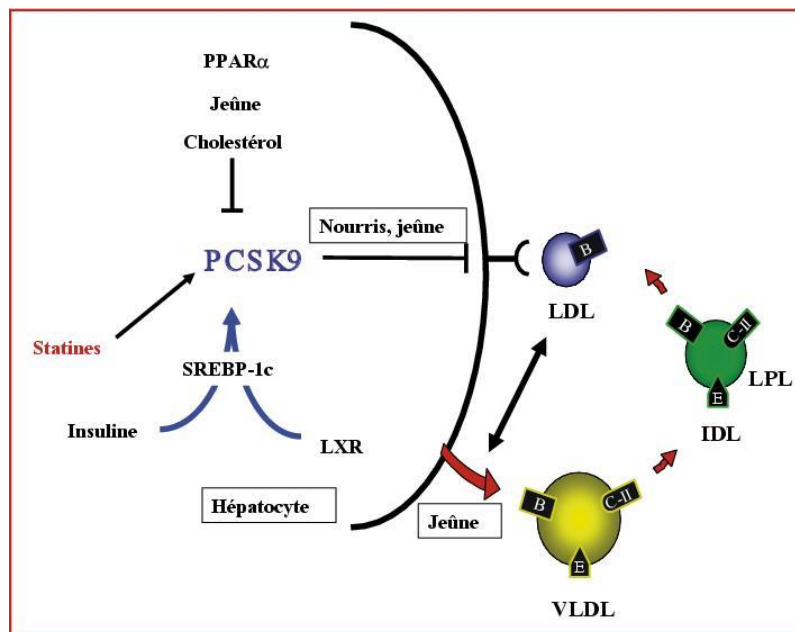 PPARα
Jeûne
Cholestérol
Nourris, jeûne
PCSK9
B
LDL
Statines
SREBP-1c
B
C-II
E
LPL
IDL
Insuline
LXR
Hépatocyte
Jeûne
B
C-II
E
VLDL